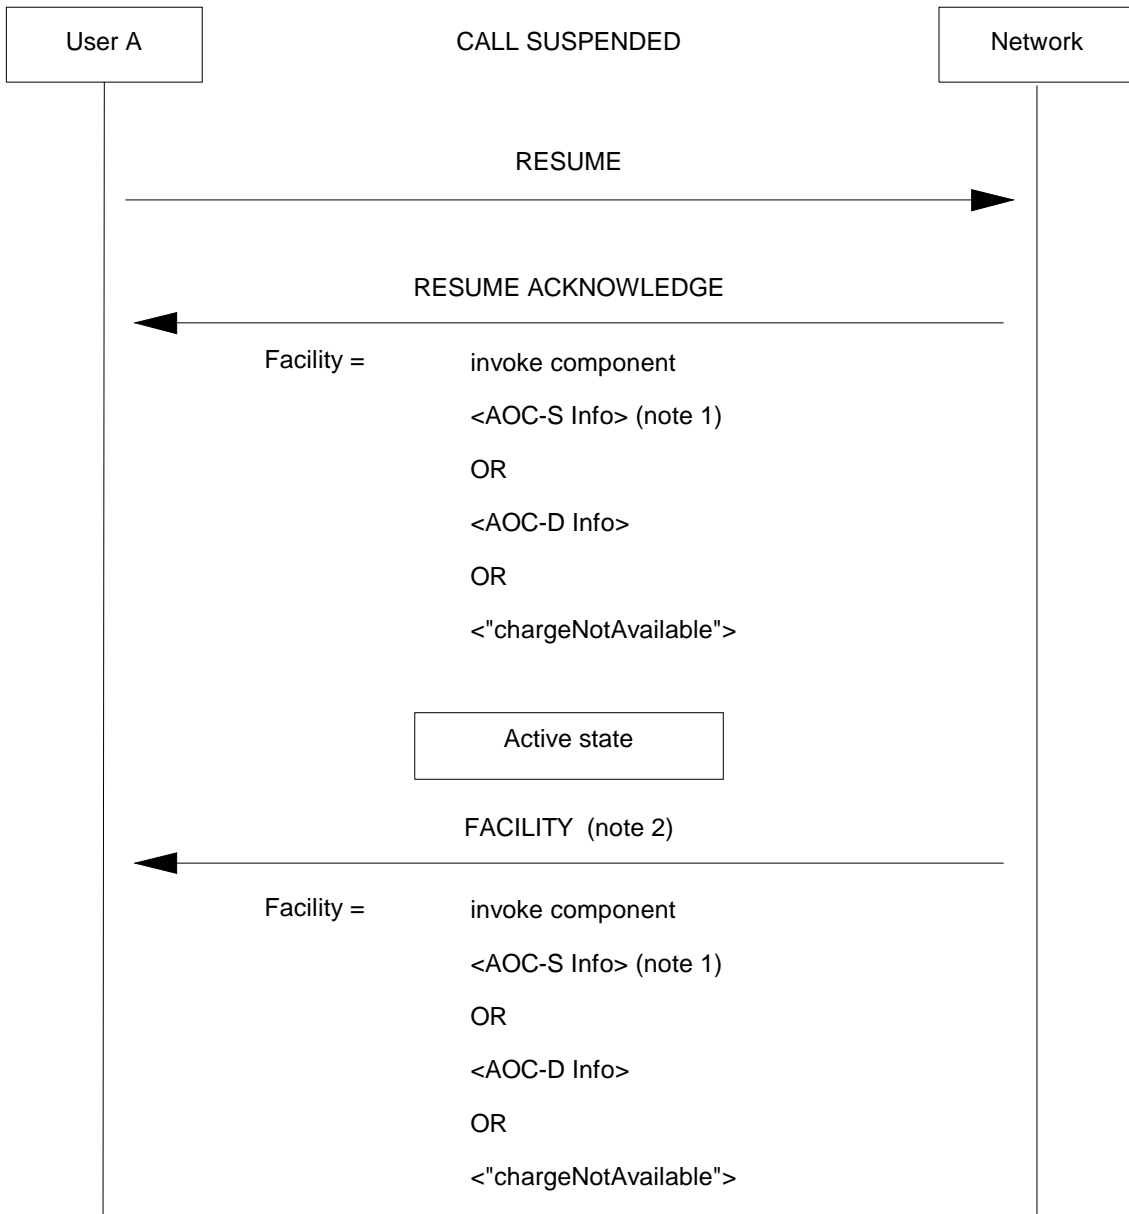 User A
CALL SUSPENDED
Network
RESUME
RESUME ACKNOWLEDGE
Facility = invoke component
<AOC-S Info> (note 1)
OR
<AOC-D Info>
OR
<"chargeNotAvailable">
Active state
FACILITY (note 2)
Facility = invoke component
<AOC-S Info> (note 1)
OR
<AOC-D Info>
OR
<"chargeNotAvailable">